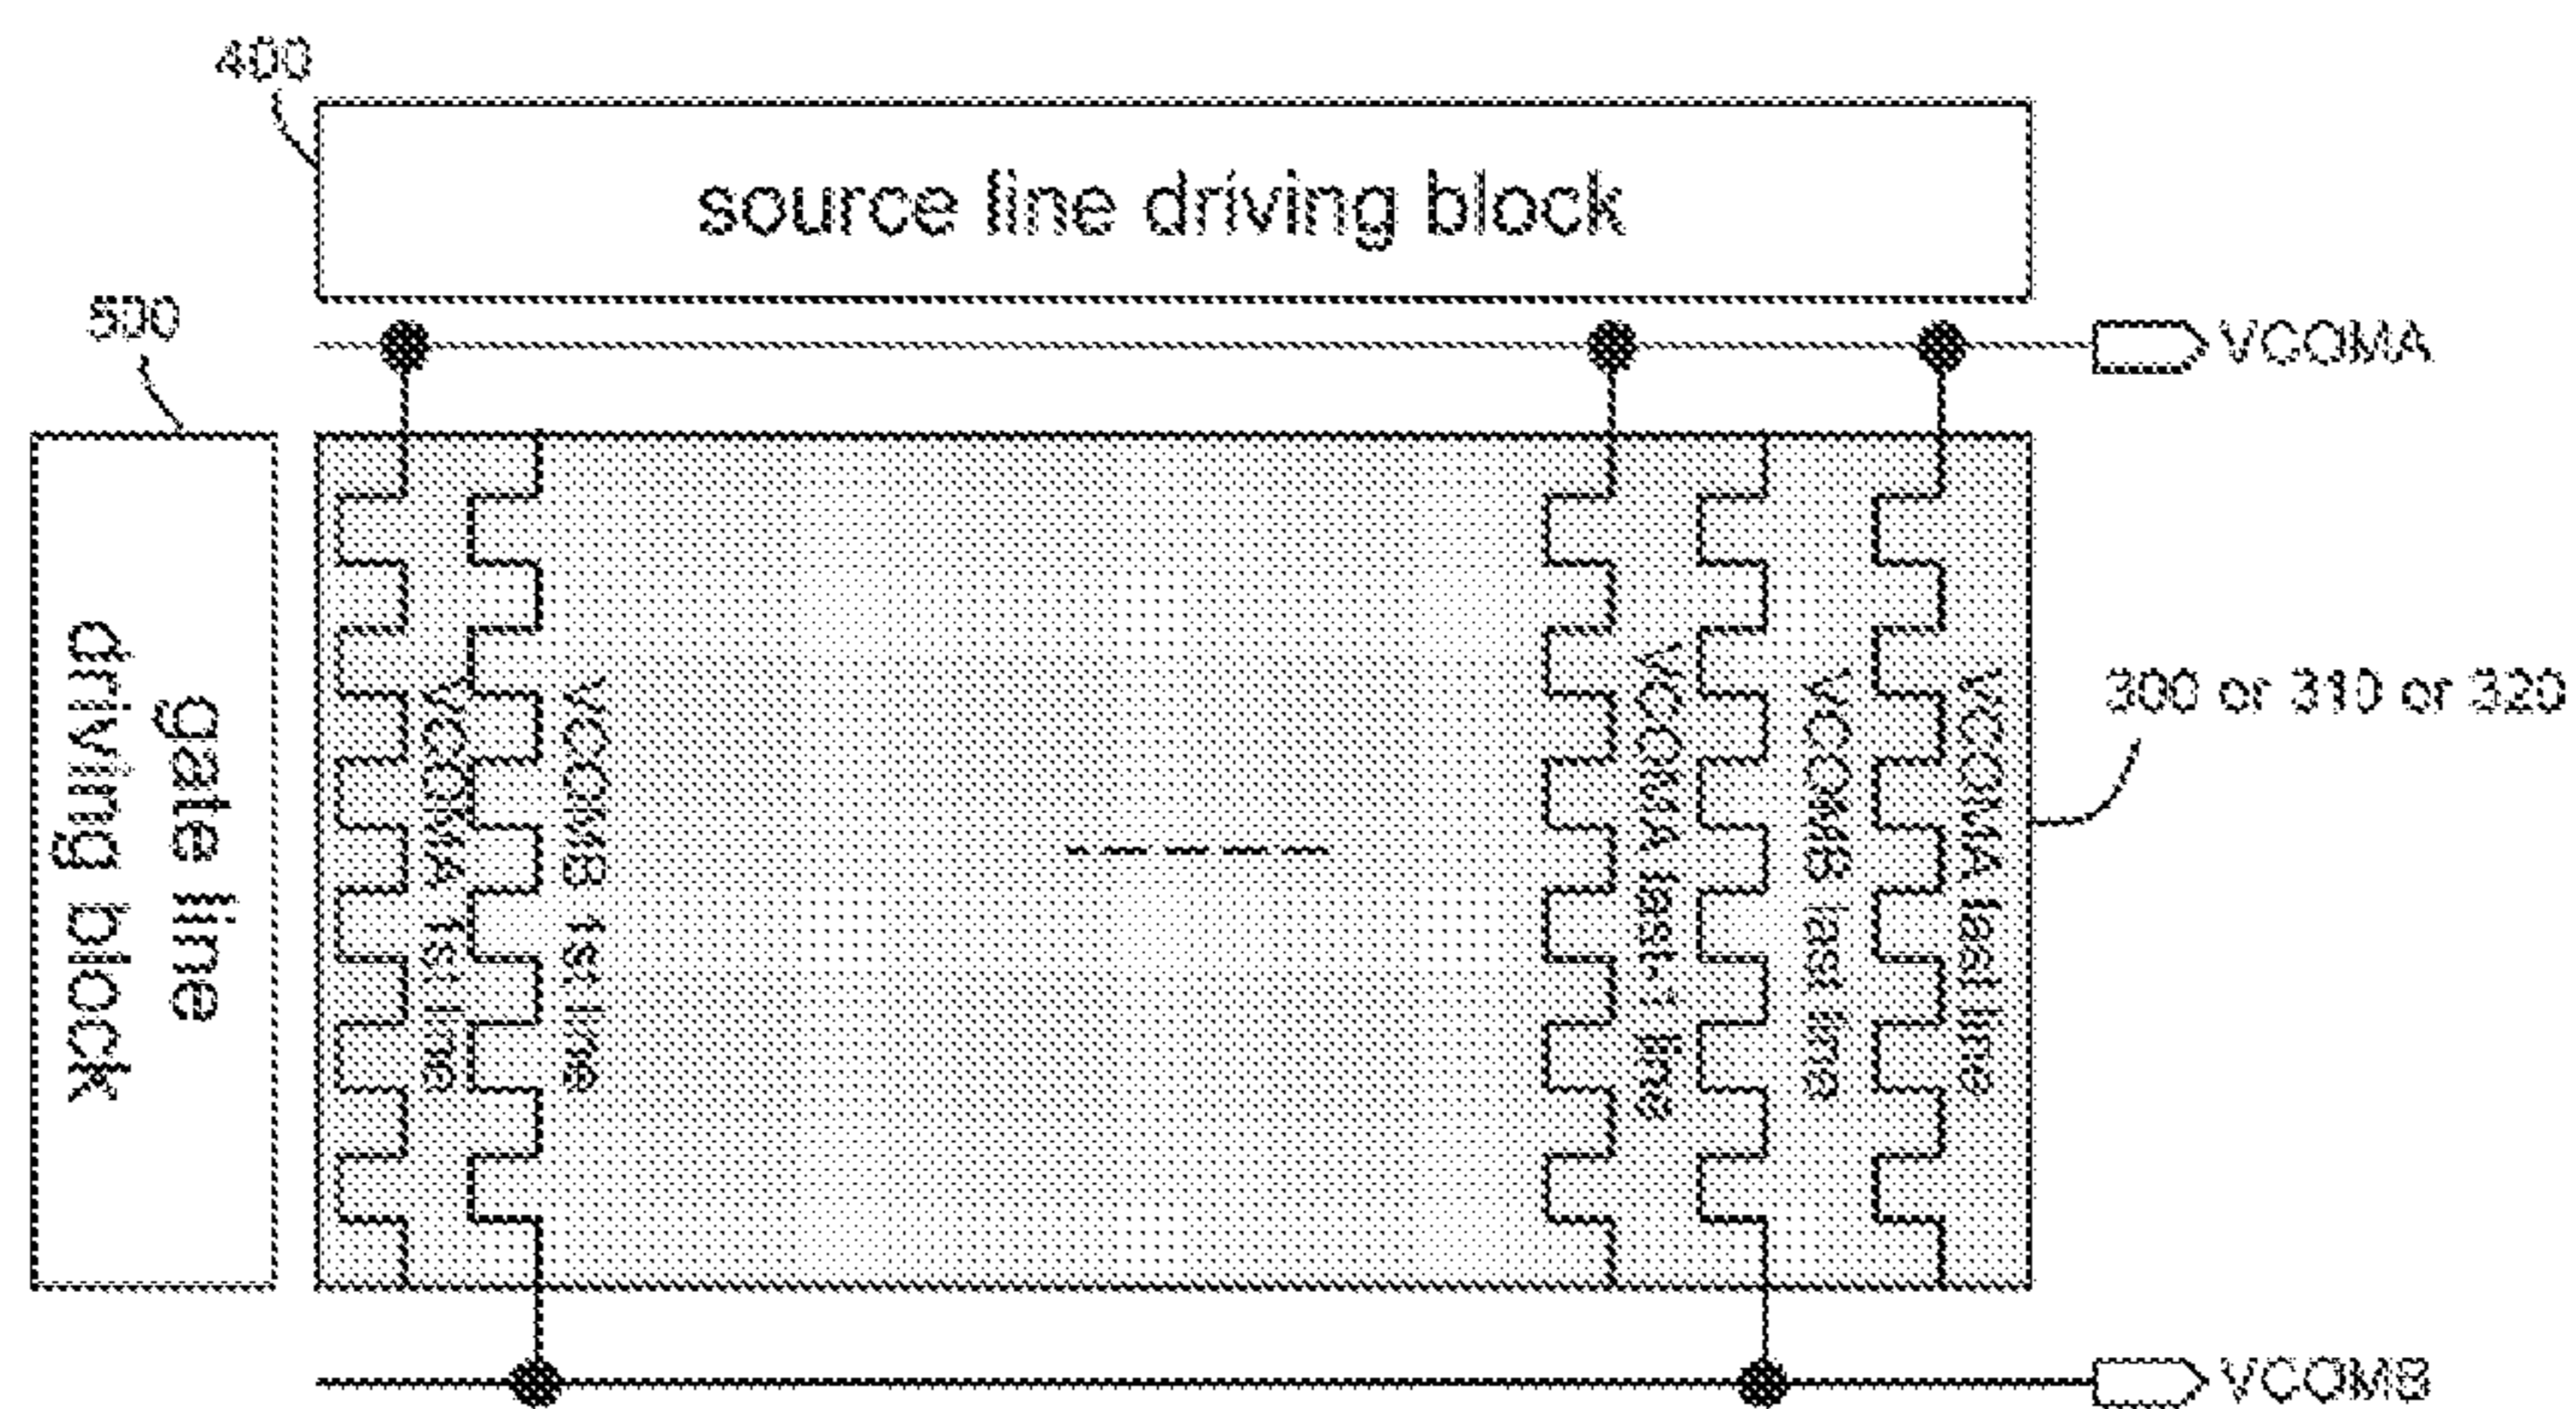 400
source line driving block
500
VCOMA
gate line
driving block
VCOMA 1st line
VCOMB 1st line
VCOMA last-1 line
VCOMB last line
VCOMA last line
300 or 310 or 320
VCOMB